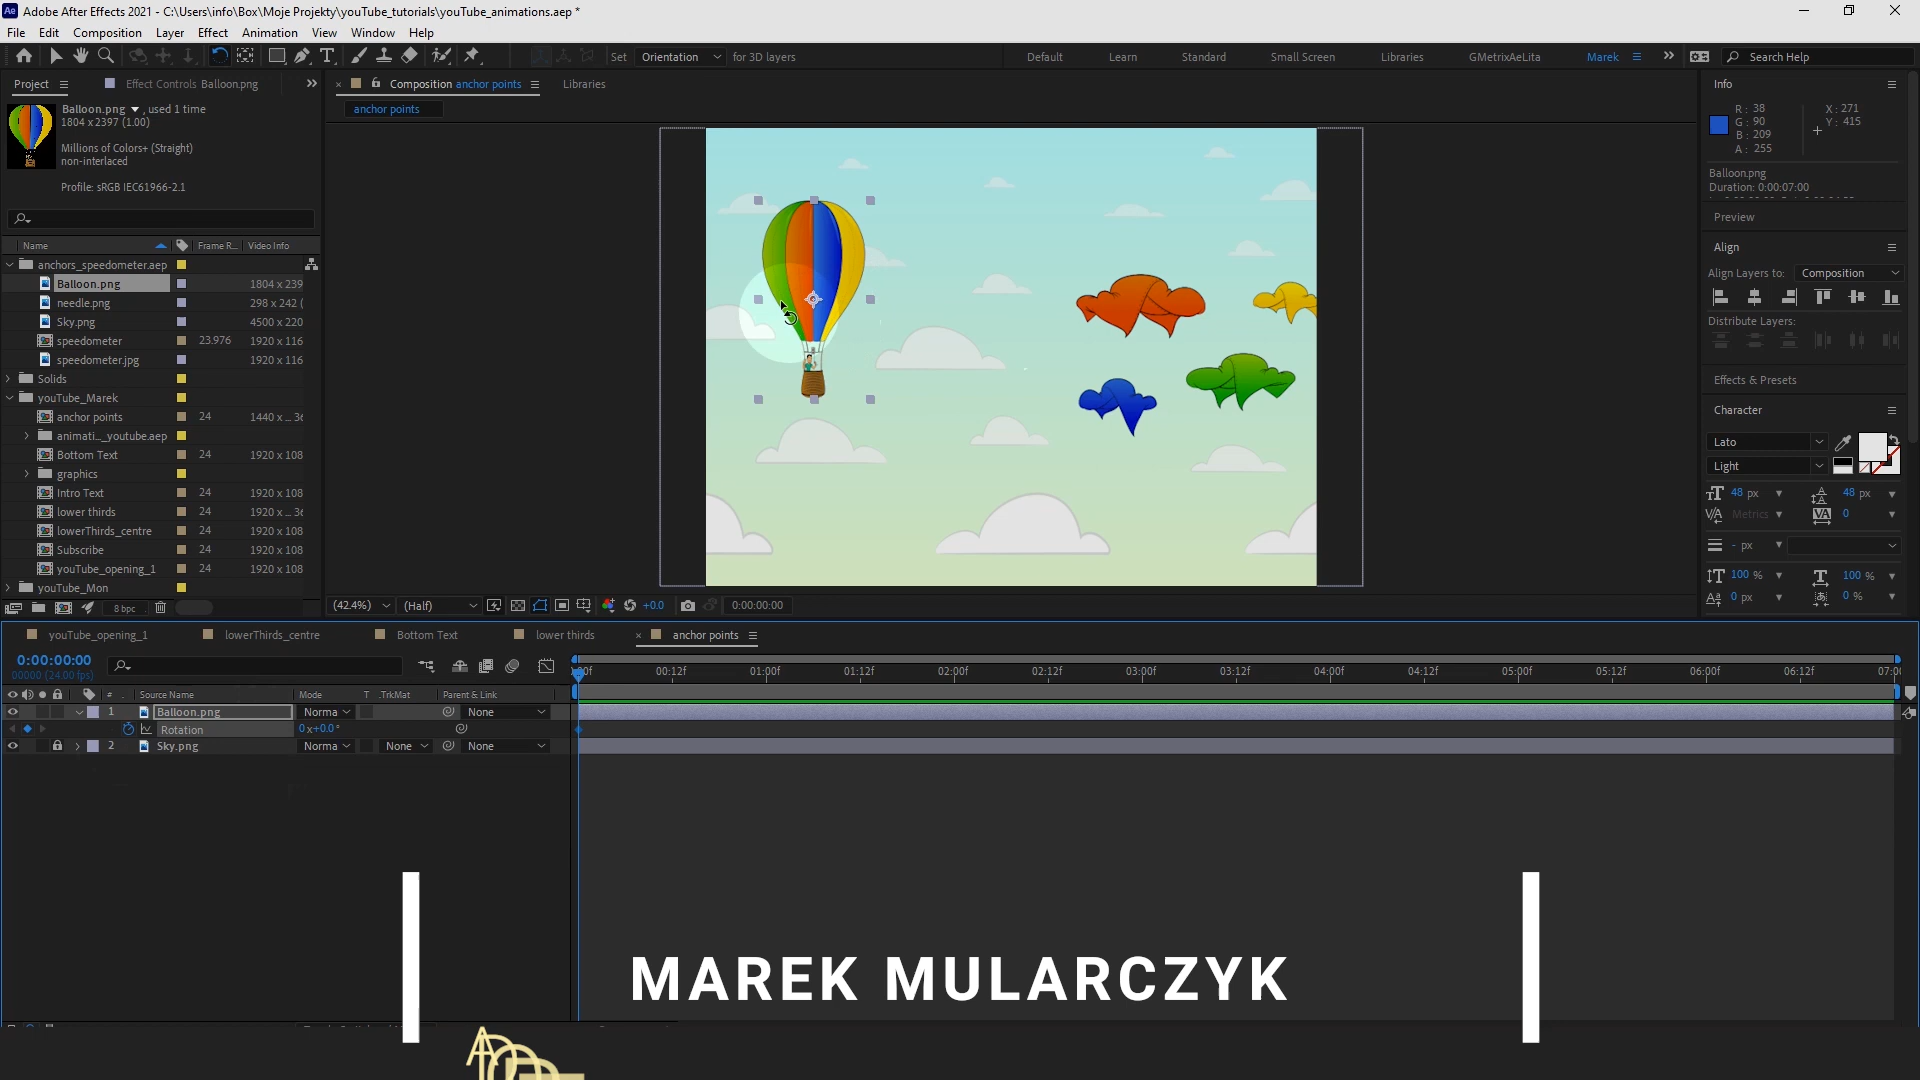 Adobe After Effects 2021 - C:\Users\info\Box\Moje Projekty\youTube_tutorials\youTube_animations.aep *
File Edit Composition Layer Effect Animation View Window Help
Set Orientation for 3D layers Default Learn Standard Small Screen Libraries GMetrixAeLita Marek Search Help
Project Effect Controls Balloon.png
Composition anchor points Libraries
anchor points
Balloon.png , used 1 time
1804 x 2397 (1.00)
Millions of Colors+ (Straight)
non-interlaced
Profile: sRGB IEC61966-2.1
Name Frame R... Video Info
anchors_speedometer.aep
Balloon.png 1804 x 239
needle.png 298 x 242 (
Sky.png 4500 x 220
speedometer 23.976 1920 x 116
speedometer.jpg 1920 x 116
Solids
youTube_Marek
anchor points 24 1440 x ... 36
animati..._youtube.aep
Bottom Text 24 1920 x 108
graphics
Intro Text 24 1920 x 108
lower thirds 24 1920 x ... 36
lowerThirds_centre 24 1920 x 108
Subscribe 24 1920 x 108
youTube_opening_1 24 1920 x 108
youTube_Mon
8 bpc
(42.4%) (Half) +0.0 0:00:00:00
Info
R: 38 X: 271
G: 90 Y: 415
B: 209
A: 255
Balloon.png
Duration: 0:00:07:00
Preview
Align
Align Layers to: Composition
Distribute Layers:
Effects & Presets
Character
Lato
Light
48 px 48 px
Metrics 0
- px
100 % 100 %
0 px 0 %
youTube_opening_1 lowerThirds_centre Bottom Text lower thirds anchor points
0:00:00:00
00000 (24.00 fps)
00:12f 01:00f 01:12f 02:00f 02:12f 03:00f 03:12f 04:00f 04:12f 05:00f 05:12f 06:00f 06:12f
# Source Name Mode T .TrkMat Parent & Link
1 Balloon.png Norma None
Rotation 0x+0.0°
2 Sky.png Norma None None
MAREK MULARCZYK